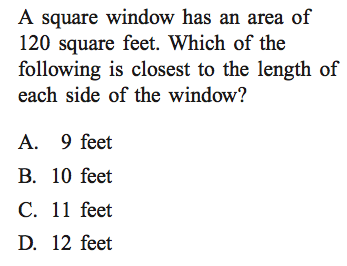 A square window has an area of
120 square feet. Which of the
following is closest to the length of
each side of the window?
A. 9 feet
B. 10 feet
C. 11 feet
D. 12 feet